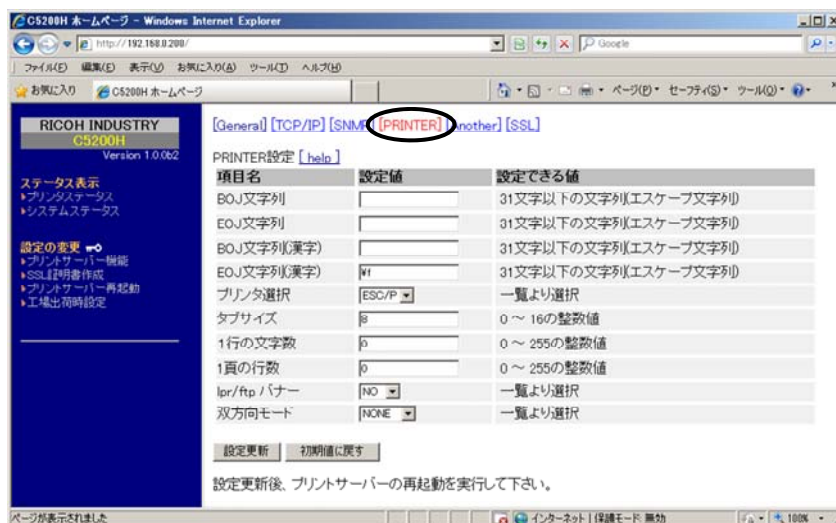 C5200H ホームページ - Windows Internet Explorer
http://192.168.0.200/
Google
ファイル(F) 編集(E) 表示(V) お気に入り(A) ツール(T) ヘルプ(H)
お気に入り C5200H ホームページ ページ(P) セーフティ(S) ツール(O)
RICOH INDUSTRY
C5200H
Version 1.0.0b2
ステータス表示
プリンタステータス
システムステータス
設定の変更
プリントサーバー機能
SSL証明書作成
プリントサーバー再起動
工場出荷時設定
[General] [TCP/IP] [SNMP] [PRINTER] [Another] [SSL]
PRINTER設定 [ help ]
項目名 設定値 設定できる値
BOJ文字列 31文字以下の文字列(エスケープ文字列)
EOJ文字列 31文字以下の文字列(エスケープ文字列)
BOJ文字列(漢字) 31文字以下の文字列(エスケープ文字列)
EOJ文字列(漢字) ¥f 31文字以下の文字列(エスケープ文字列)
プリンタ選択 ESC/P 一覧より選択
タブサイズ 8 0 ～ 16の整数値
1行の文字数 0 0 ～ 255の整数値
1頁の行数 0 0 ～ 255の整数値
lpr/ftp バナー NO 一覧より選択
双方向モード NONE 一覧より選択
設定更新 初期値に戻す
設定更新後、プリントサーバーの再起動を実行して下さい。
ページが表示されました インターネット | 保護モード: 無効 100%